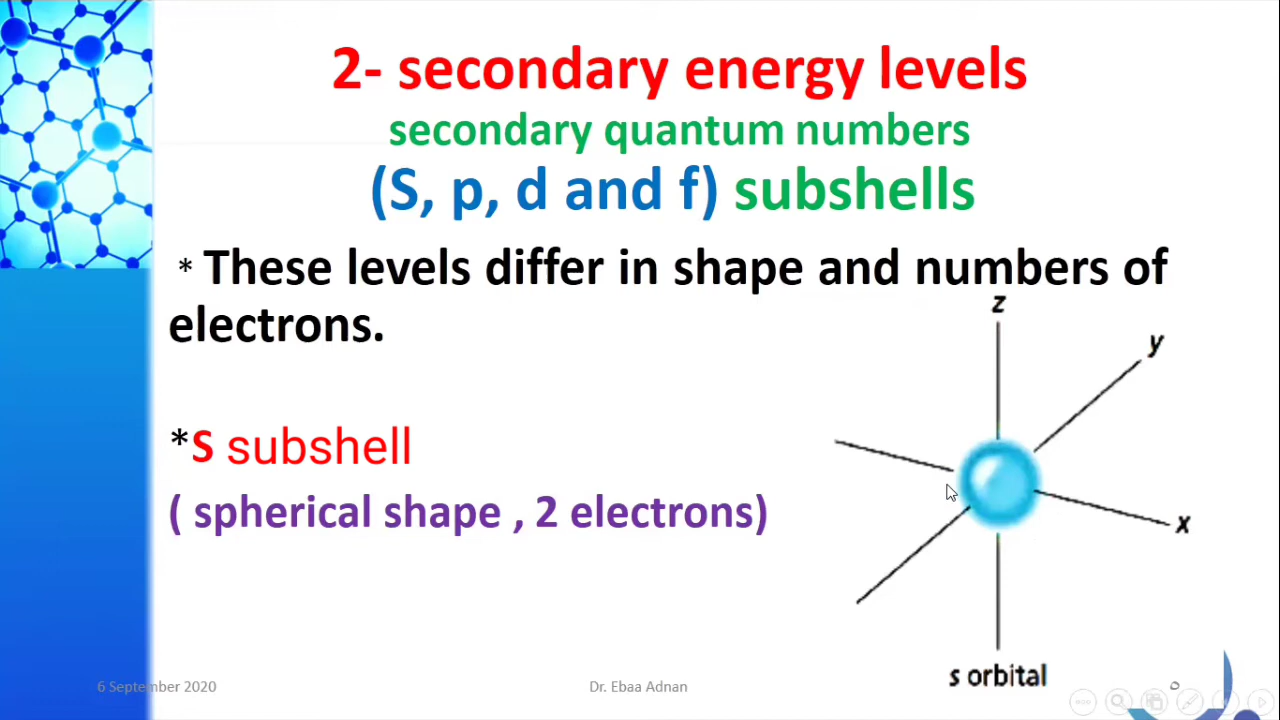 2- secondary energy levels
secondary quantum numbers
(S, p, d and f) subshells
* These levels differ in shape and numbers of
electrons.
z
y
*S subshell
( spherical shape , 2 electrons)
x
s orbital
6 September 2020
Dr. Ebaa Adnan